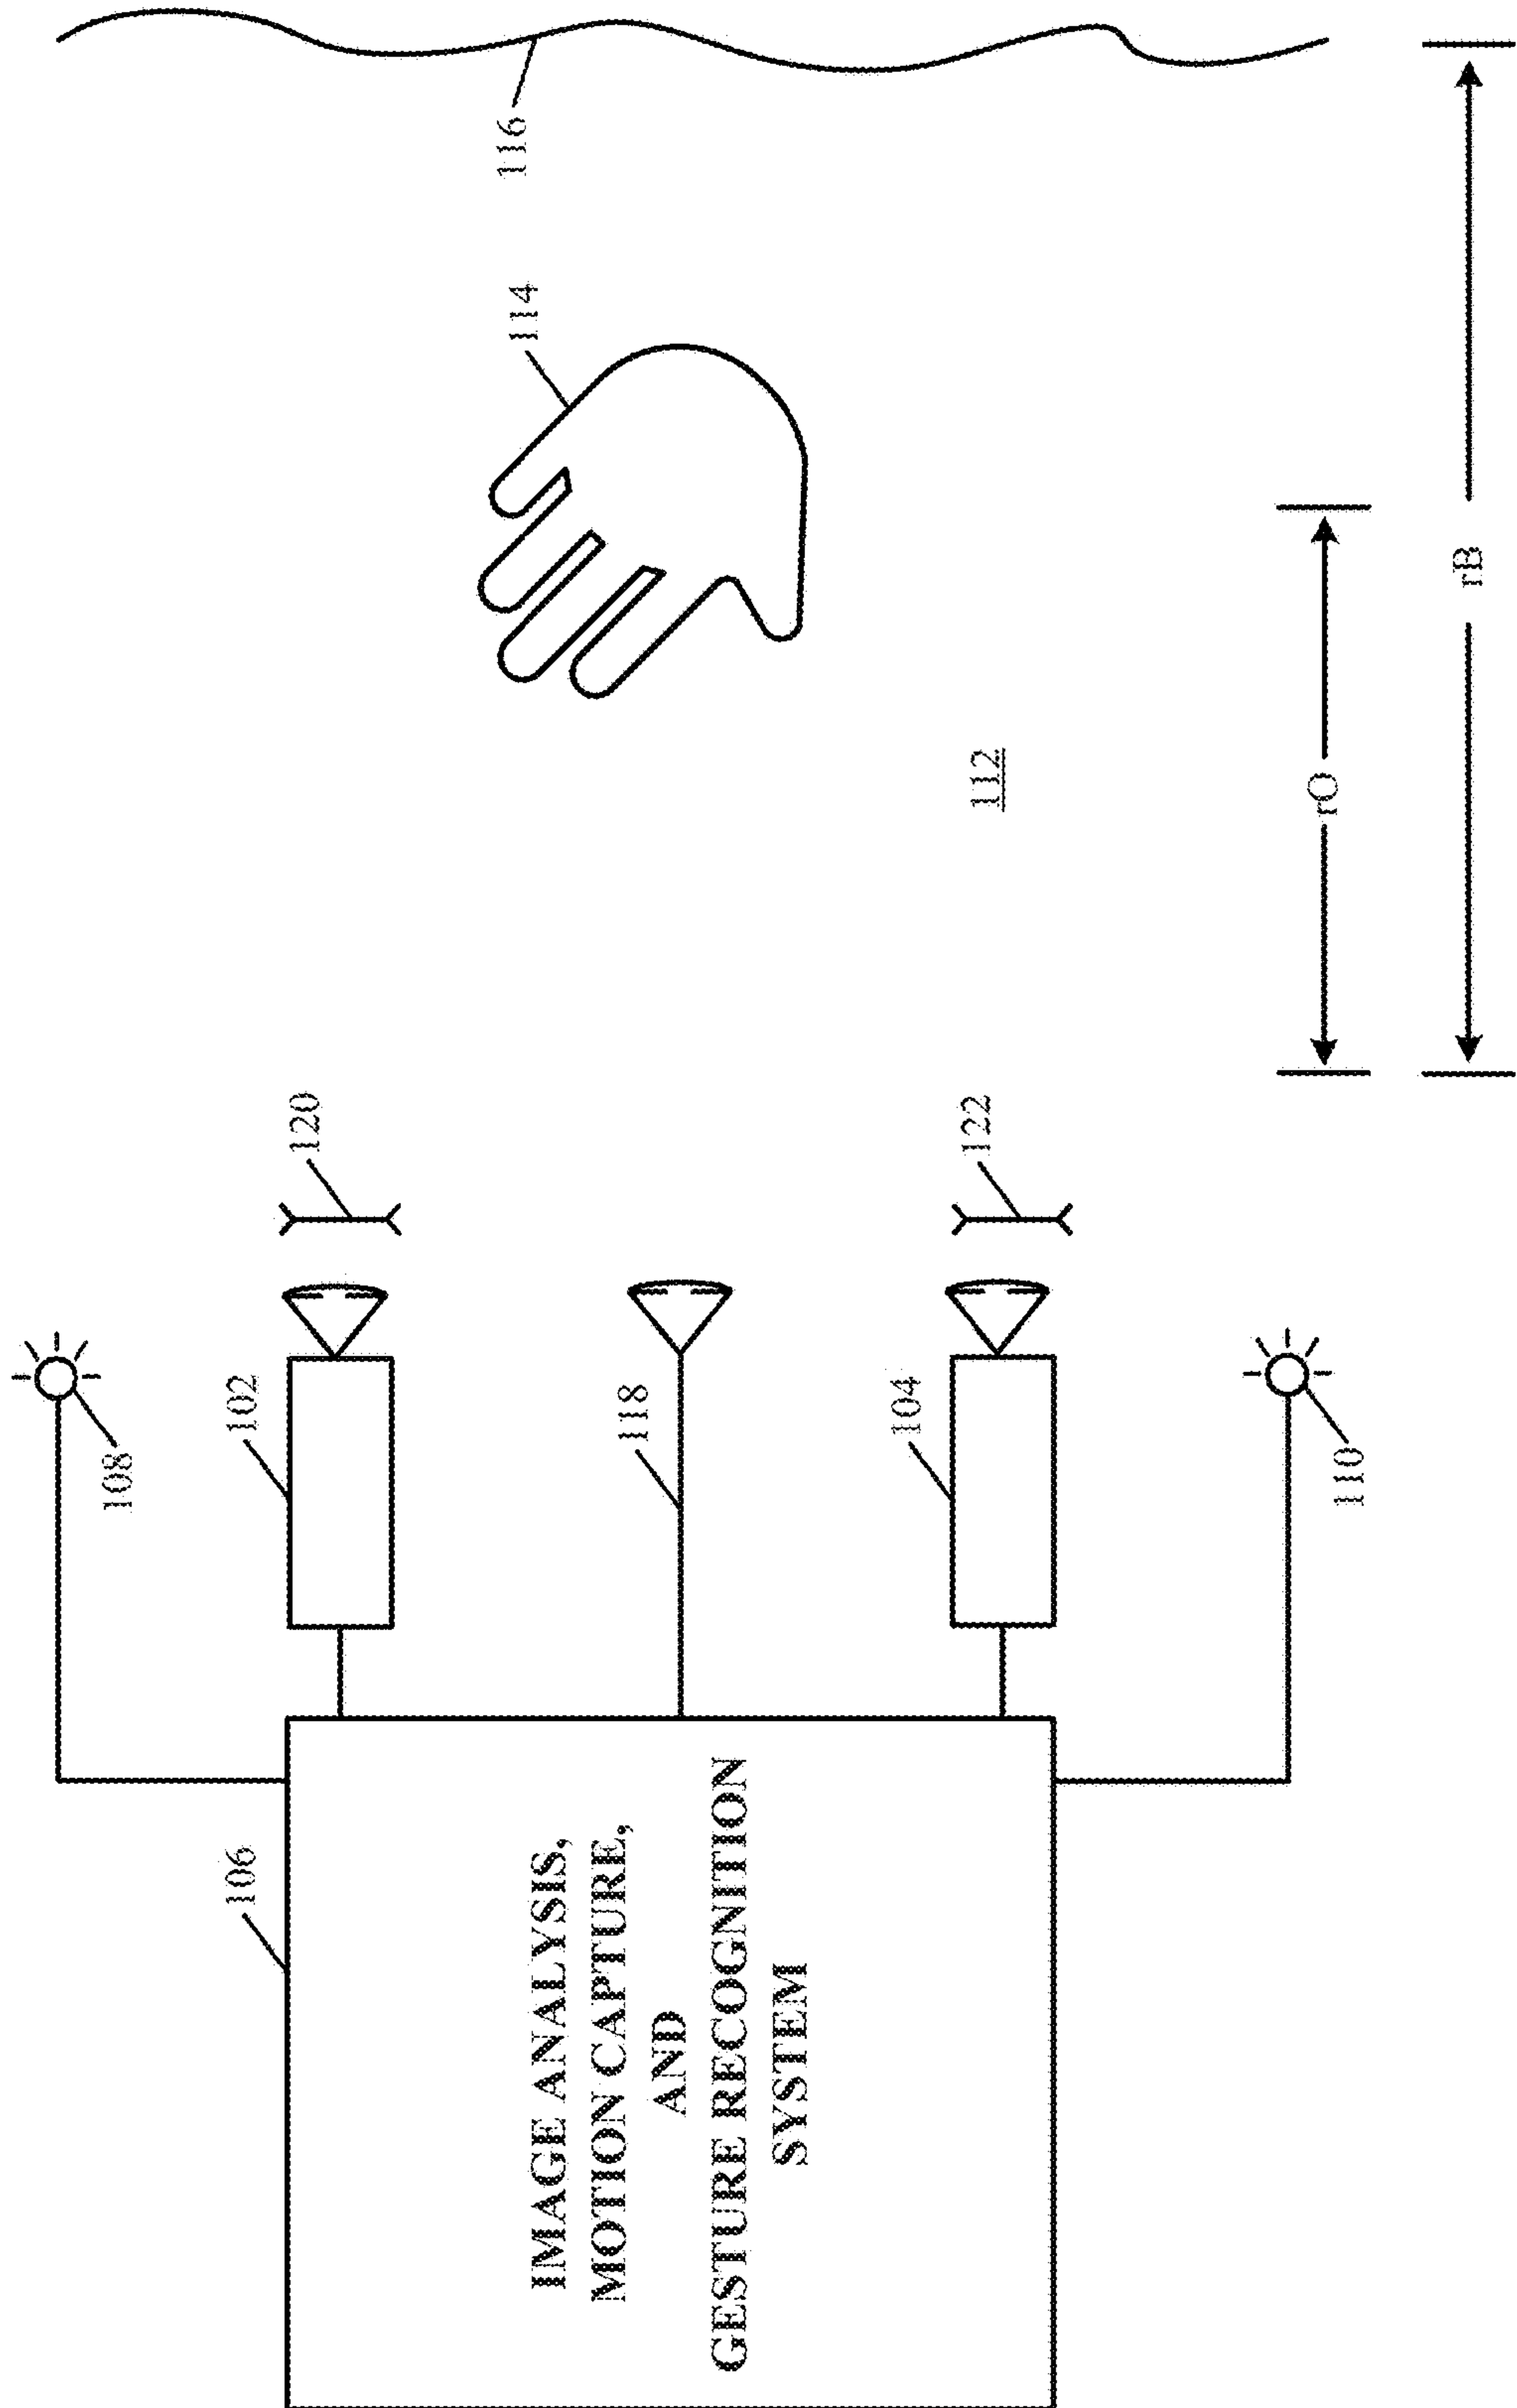 106
IMAGE ANALYSIS,
MOTION CAPTURE,
AND
GESTURE RECOGNITION
SYSTEM
108
102
118
104
110
120
122
112
114
116
rO
rB